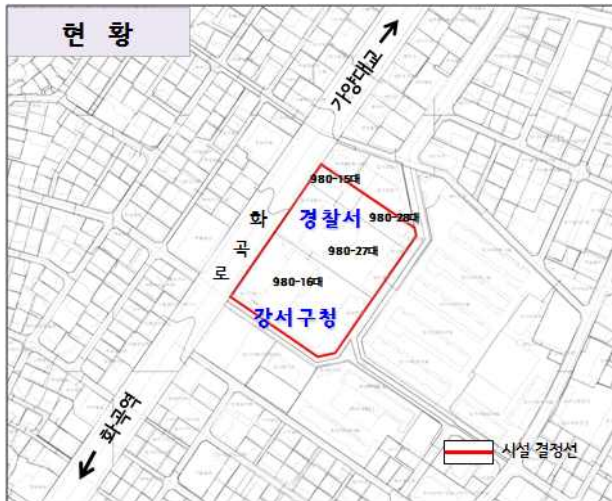 현 황
가양대교
980-15대
화곡로
경찰서
980-28대
980-27대
980-16대
강서구청
화곡역
시설 결정선